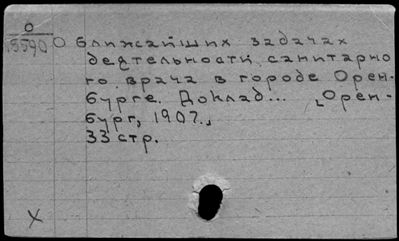 О
15590
О ближайших задачах
деятельности санитарно
го врача в городе Орен-
бурге. Доклад... [Орен-
бург, 1907.,
33 стр.
X